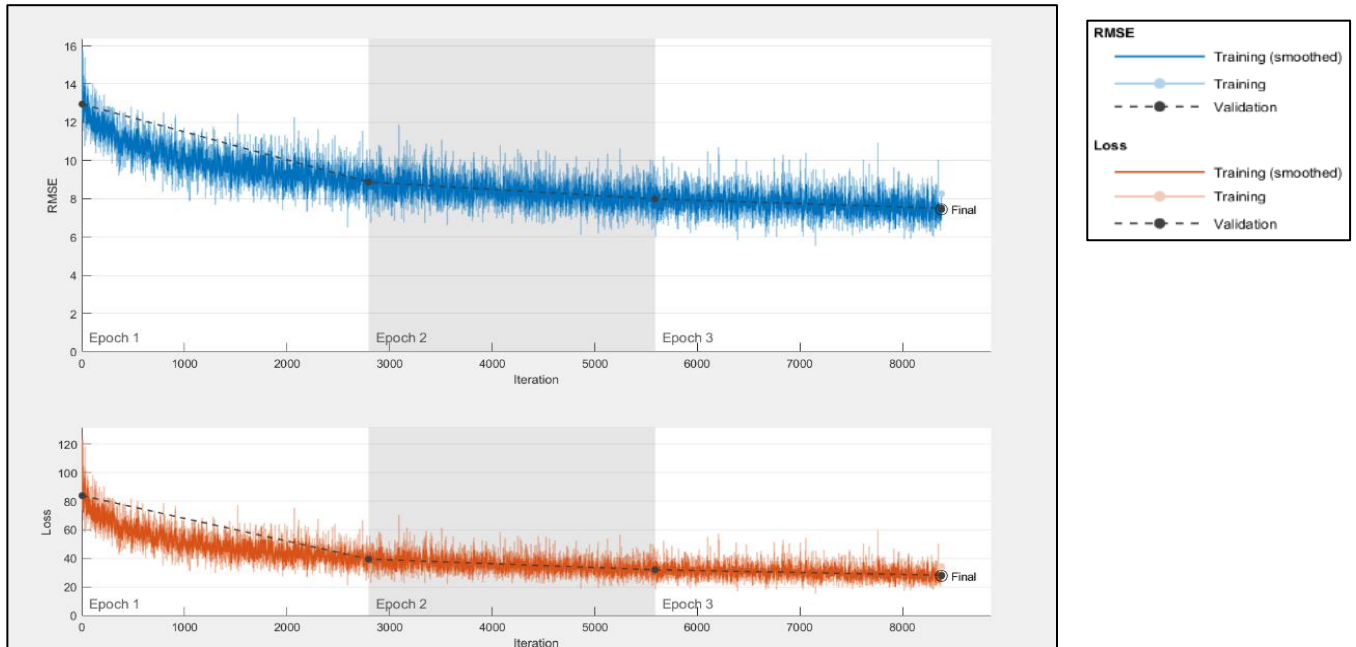 16
14
12
10
8
6
4
2
0
RMSE
Final
Epoch 1
Epoch 2
Epoch 3
0 1000 2000 3000 4000 5000 6000 7000 8000
Iteration
120
100
80
60
40
20
0
Loss
Final
Epoch 1
Epoch 2
Epoch 3
0 1000 2000 3000 4000 5000 6000 7000 8000
Iteration
RMSE
Training (smoothed)
Training
Validation
Loss
Training (smoothed)
Training
Validation